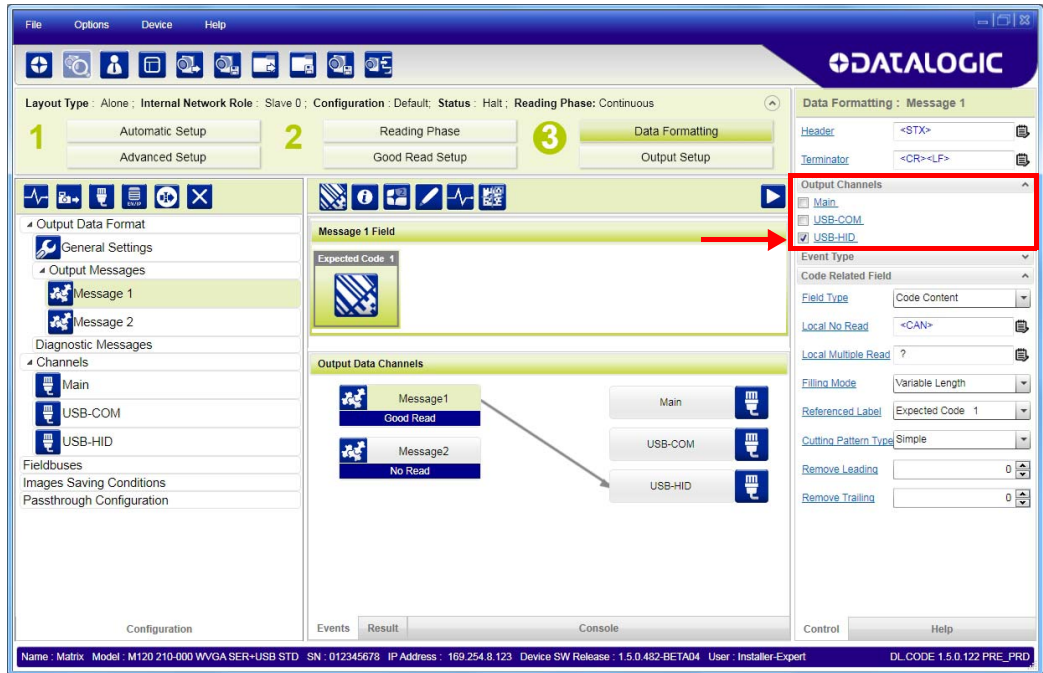 File Options Device Help
DATALOGIC
Layout Type : Alone ; Internal Network Role : Slave 0 ; Configuration : Default; Status : Halt ; Reading Phase: Continuous
1 Automatic Setup 2 Reading Phase 3 Data Formatting
Advanced Setup Good Read Setup Output Setup
EN/IP
Output Data Format
General Settings
Output Messages
Message 1
Message 2
Diagnostic Messages
Channels
Main
USB-COM
USB-HID
Fieldbuses
Images Saving Conditions
Passthrough Configuration
Configuration
Message 1 Field
Expected Code 1
Output Data Channels
Message1
Good Read
Message2
No Read
Main
USB-COM
USB-HID
Events Result Console
Data Formatting : Message 1
Header <STX>
Terminator <CR><LF>
Output Channels
Main
USB-COM
USB-HID
Event Type
Code Related Field
Field Type Code Content
Local No Read <CAN>
Local Multiple Read ?
Filling Mode Variable Length
Referenced Label Expected Code 1
Cutting Pattern Type Simple
Remove Leading 0
Remove Trailing 0
Control Help
Name : Matrix Model : M120 210-000 WVGA SER+USB STD SN : 012345678 IP Address : 169.254.8.123 Device SW Release : 1.5.0.482-BETA04 User : Installer-Expert DL.CODE 1.5.0.122 PRE_PRD